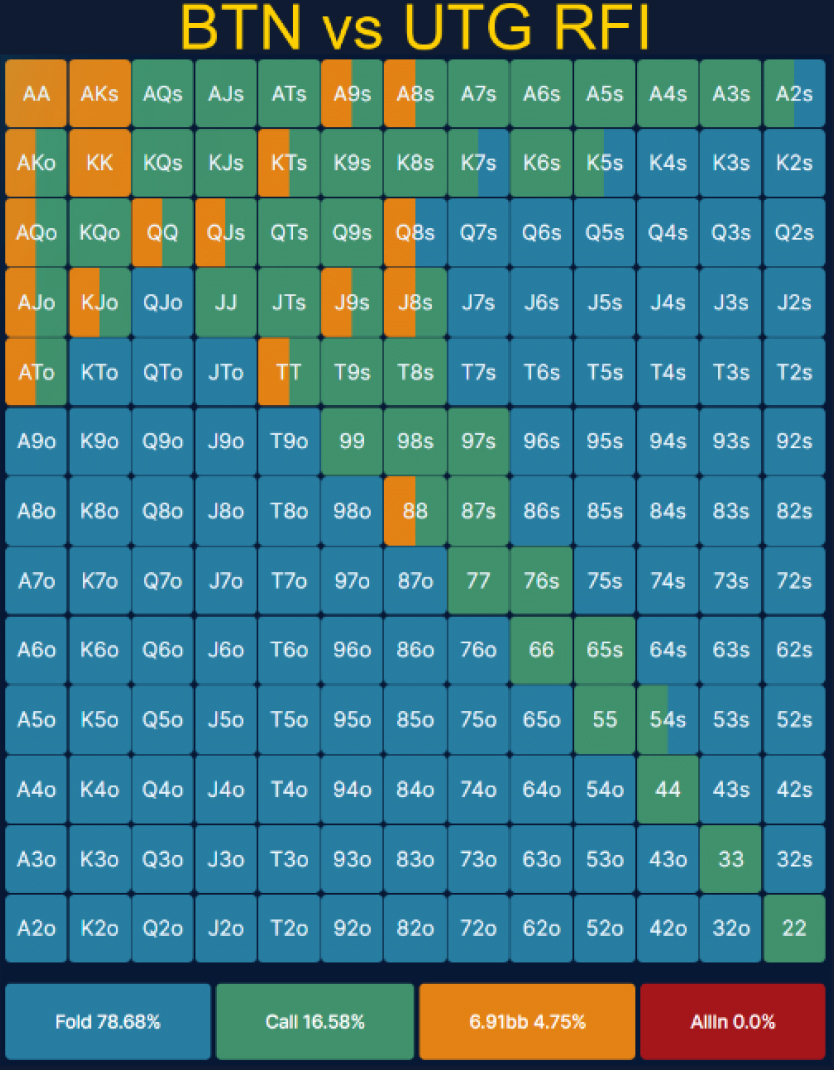 BTN vs UTG RFI
AA AKs AQs AJs ATs A9s A8s A7s A6s A5s A4s A3s A2s
AKo KK KQs KJs KTs K9s K8s K7s K6s K5s K4s K3s K2s
AQo KQo QQ QJs QTs Q9s Q8s Q7s Q6s Q5s Q4s Q3s Q2s
AJo KJo QJo JJ JTs J9s J8s J7s J6s J5s J4s J3s J2s
ATo KTo QTo JTo TT T9s T8s T7s T6s T5s T4s T3s T2s
A9o K9o Q9o J9o T9o 99 98s 97s 96s 95s 94s 93s 92s
A8o K8o Q8o J8o T8o 98o 88 87s 86s 85s 84s 83s 82s
A7o K7o Q7o J7o T7o 97o 87o 77 76s 75s 74s 73s 72s
A6o K6o Q6o J6o T6o 96o 86o 76o 66 65s 64s 63s 62s
A5o K5o Q5o J5o T5o 95o 85o 75o 65o 55 54s 53s 52s
A4o K4o Q4o J4o T4o 94o 84o 74o 64o 54o 44 43s 42s
A3o K3o Q3o J3o T3o 93o 83o 73o 63o 53o 43o 33 32s
A2o K2o Q2o J2o T2o 92o 82o 72o 62o 52o 42o 32o 22
Fold 78.68% Call 16.58% 6.91bb 4.75% AllIn 0.0%